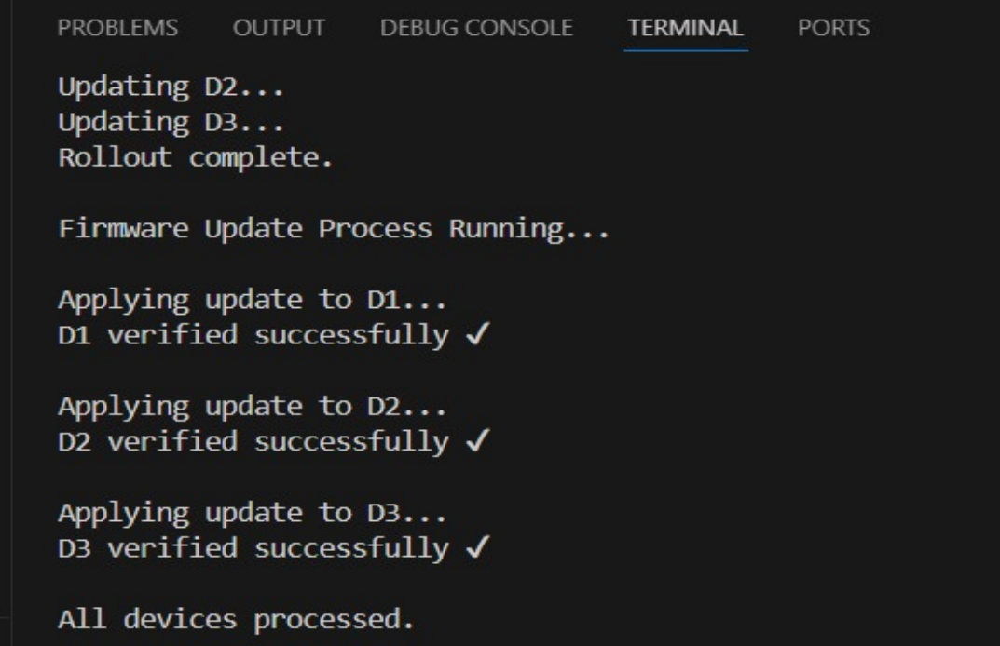 PROBLEMS OUTPUT DEBUG CONSOLE TERMINAL PORTS
Updating D2...
Updating D3...
Rollout complete.
Firmware Update Process Running...
Applying update to D1...
D1 verified successfully ✓
Applying update to D2...
D2 verified successfully ✓
Applying update to D3...
D3 verified successfully ✓
All devices processed.